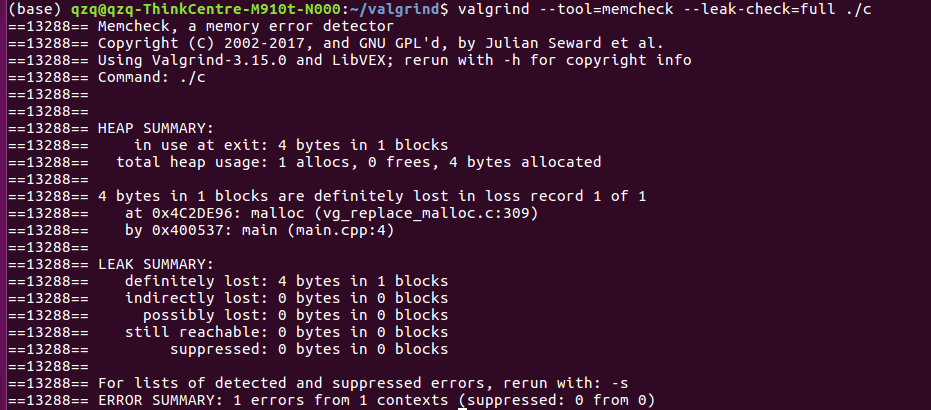 (base) qzq@qzq-ThinkCentre-M910t-N000:~/valgrind$ valgrind --tool=memcheck --leak-check=full ./c
==13288== Memcheck, a memory error detector
==13288== Copyright (C) 2002-2017, and GNU GPL'd, by Julian Seward et al.
==13288== Using Valgrind-3.15.0 and LibVEX; rerun with -h for copyright info
==13288== Command: ./c
==13288==
==13288==
==13288== HEAP SUMMARY:
==13288==     in use at exit: 4 bytes in 1 blocks
==13288==   total heap usage: 1 allocs, 0 frees, 4 bytes allocated
==13288==
==13288== 4 bytes in 1 blocks are definitely lost in loss record 1 of 1
==13288==    at 0x4C2DE96: malloc (vg_replace_malloc.c:309)
==13288==    by 0x400537: main (main.cpp:4)
==13288==
==13288== LEAK SUMMARY:
==13288==    definitely lost: 4 bytes in 1 blocks
==13288==    indirectly lost: 0 bytes in 0 blocks
==13288==      possibly lost: 0 bytes in 0 blocks
==13288==    still reachable: 0 bytes in 0 blocks
==13288==         suppressed: 0 bytes in 0 blocks
==13288==
==13288== For lists of detected and suppressed errors, rerun with: -s
==13288== ERROR SUMMARY: 1 errors from 1 contexts (suppressed: 0 from 0)